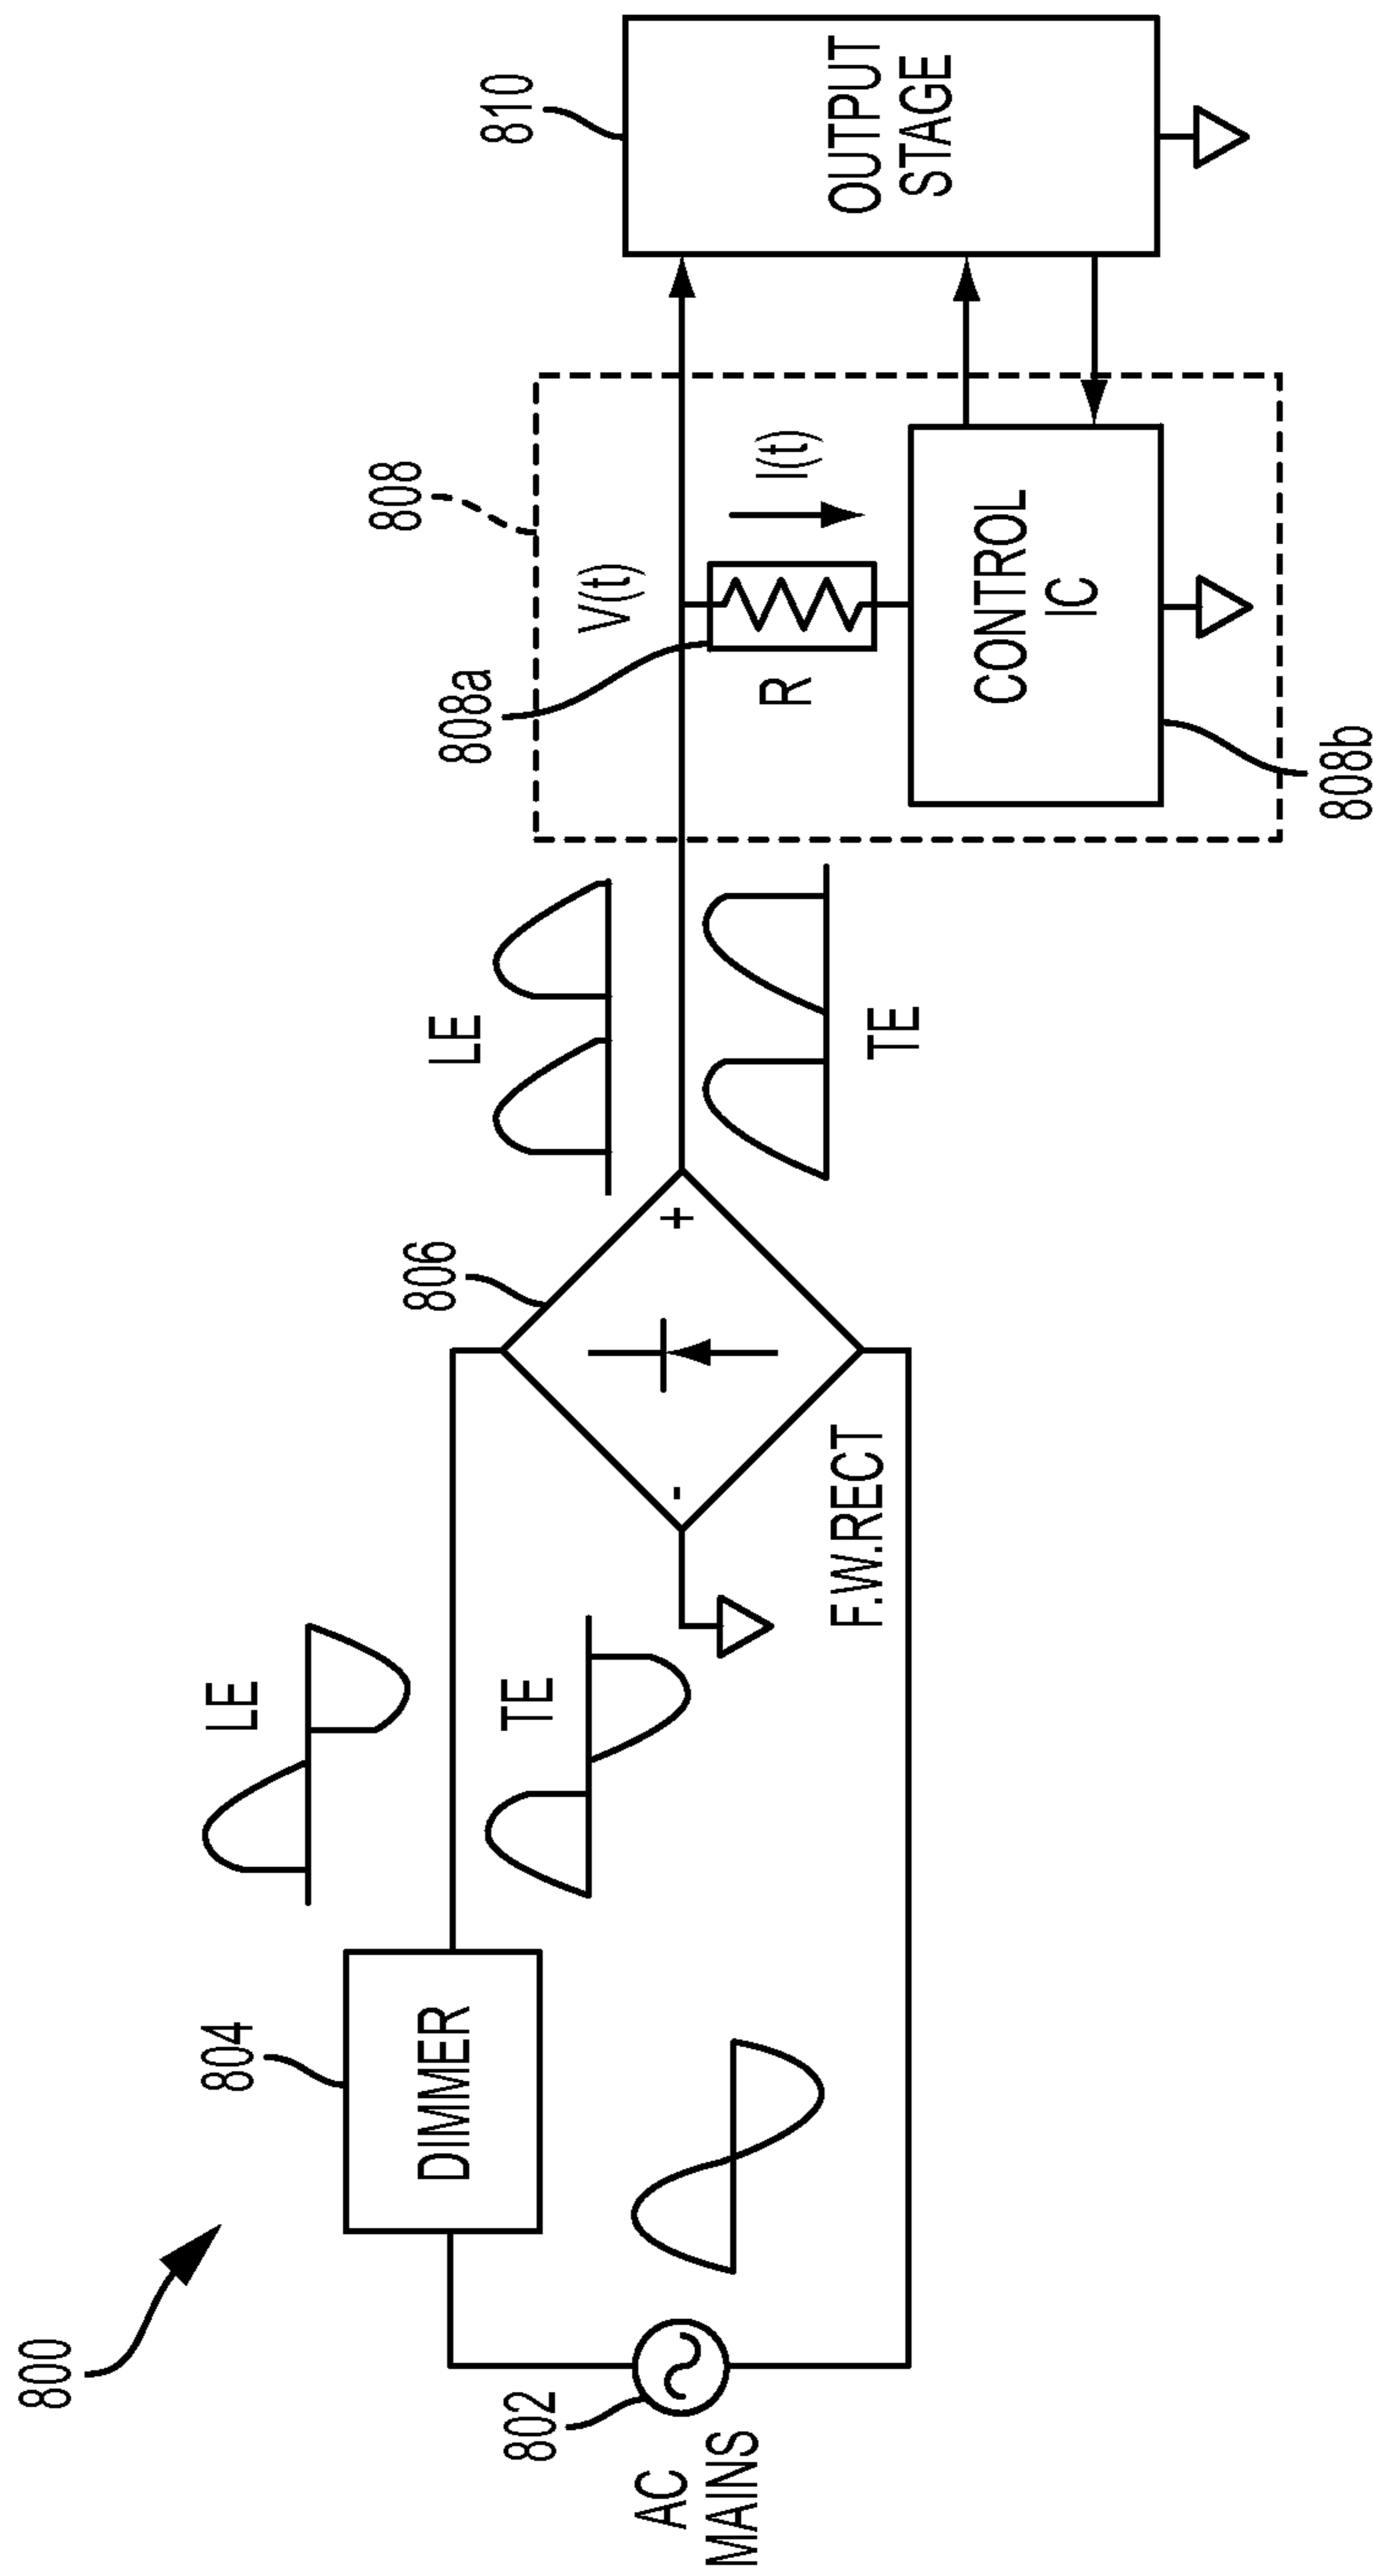 800
802
AC
MAINS
804
DIMMER
LE
TE
806
-
+
F.W.RECT
LE
TE
808
808a
V(t)
R
I(t)
CONTROL
IC
808b
810
OUTPUT
STAGE